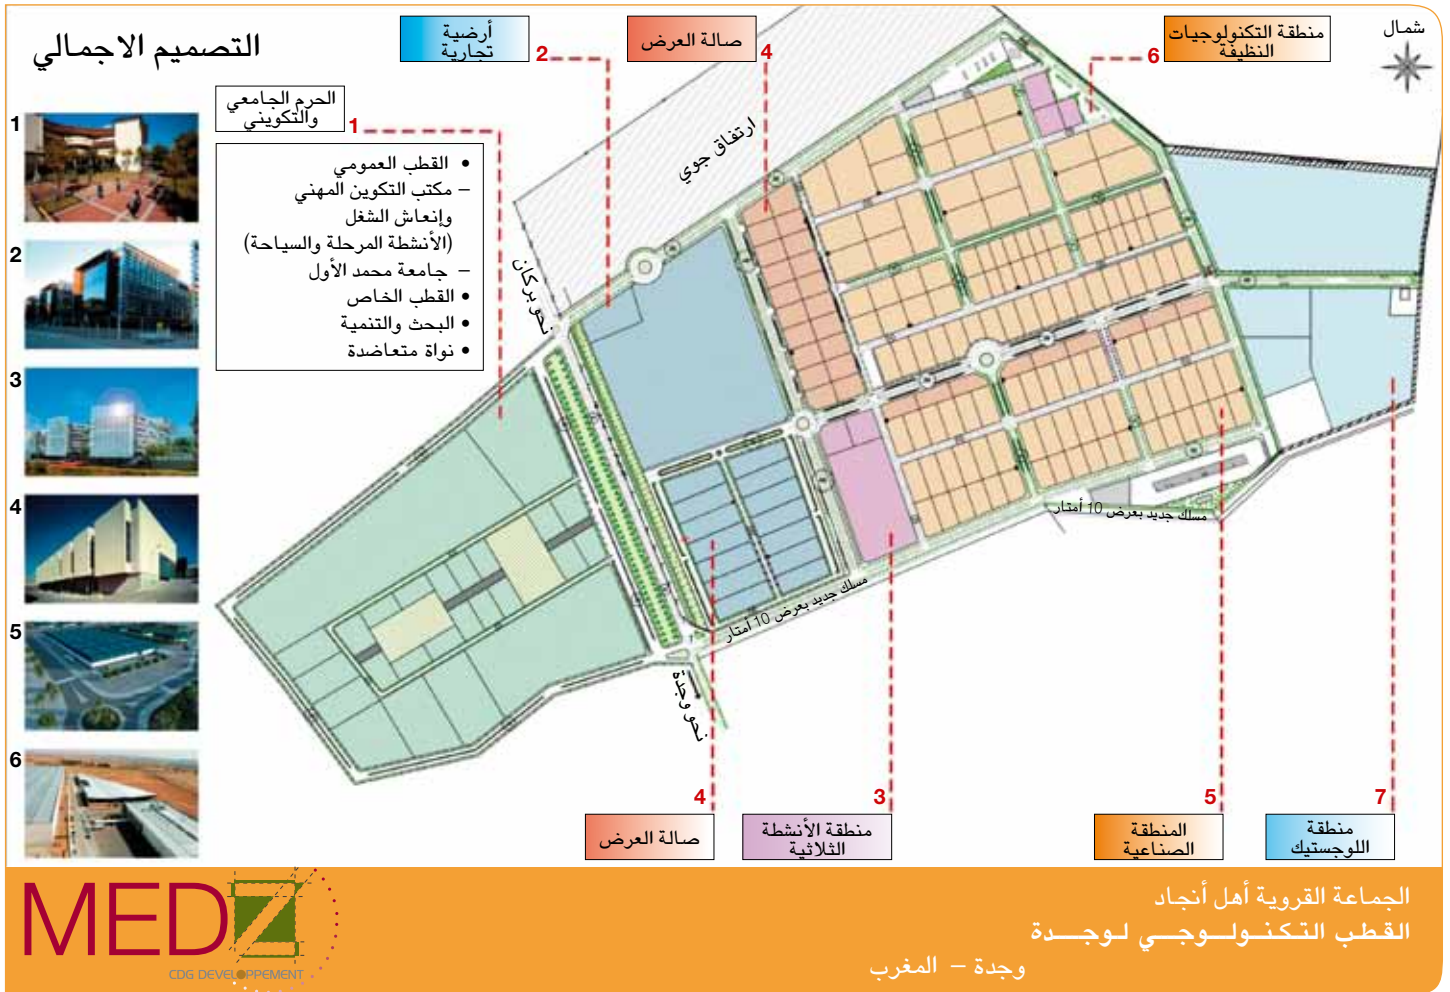 التصميم الاجمالي
أرضية
تجارية
2
صالة العرض
4
منطقة التكنولوجيات
النظيفة
6
شمال
الحرم الجامعي
والتكويني
1
• القطب العمومي
– مكتب التكوين المهني
وإنعاش الشغل
(الأنشطة المرحلة والسياحة)
– جامعة محمد الأول
• القطب الخاص
• البحث والتنمية
• نواة متعاضدة
1
2
3
4
5
6
ارتفاق جوي
نحو بركان
نحو وجدة
مسلك جديد بعرض 10 أمتار
مسلك جديد بعرض 10 أمتار
4
صالة العرض
3
منطقة الأنشطة
الثلاثية
5
المنطقة
الصناعية
7
منطقة
اللوجستيك
MEDZ
CDG DEVELOPPEMENT
الجماعة القروية أهل أنجاد
القطب التكنولوجي لوجدة
وجدة – المغرب